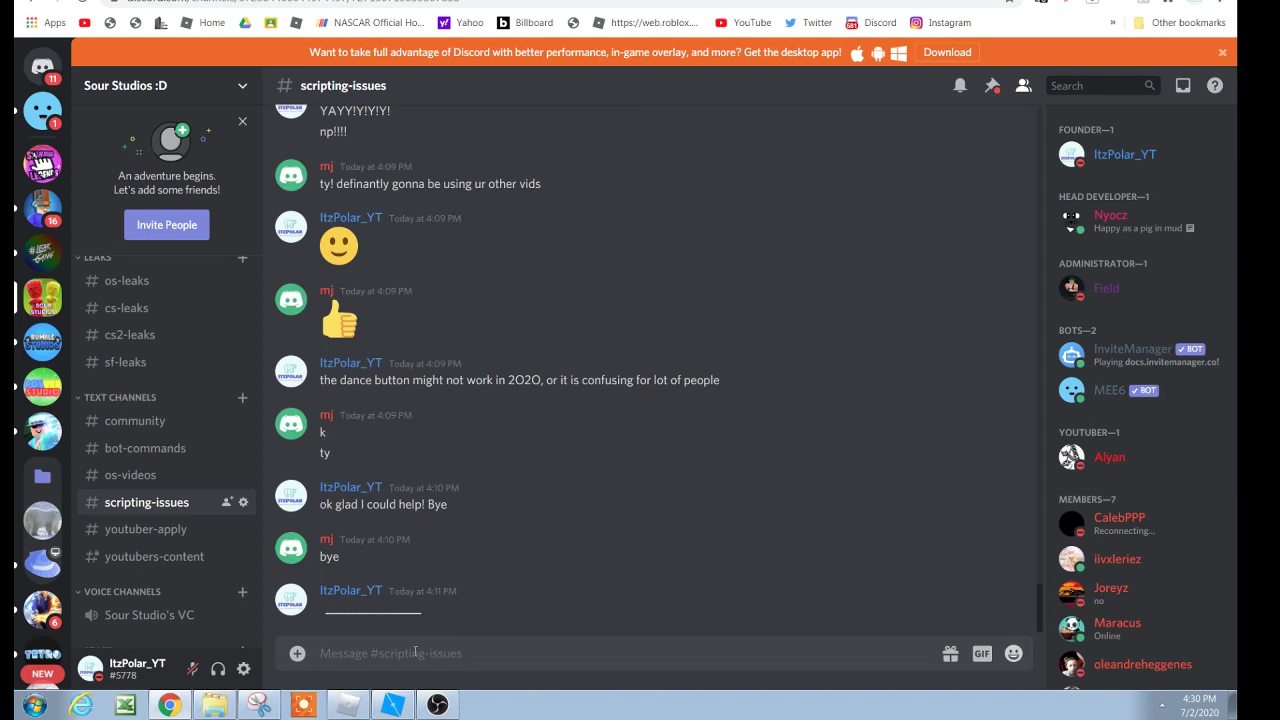 Apps
Home
NASCAR Official Ho...
Yahoo
Billboard
https://web.roblox....
YouTube
Twitter
581
Discord
Instagram
»
Other bookmarks
Want to take full advantage of Discord with better performance, in-game overlay, and more? Get the desktop app!
Download
11
1
16
6
NEW
Sour Studios :D
An adventure begins.
Let's add some friends!
Invite People
LEAKS
# os-leaks
# cs-leaks
# cs2-leaks
# sf-leaks
TEXT CHANNELS
# community
# bot-commands
# os-videos
# scripting-issues
# youtuber-apply
# youtubers-content
VOICE CHANNELS
Sour Studio's VC
ItzPolar_YT
#5778
# scripting-issues
Search
YAYY!Y!Y!Y!
np!!!!
mj Today at 4:09 PM
ty! definantly gonna be using ur other vids
ItzPolar_YT Today at 4:09 PM
mj Today at 4:09 PM
ItzPolar_YT Today at 4:09 PM
the dance button might not work in 2020, or it is confusing for lot of people
mj Today at 4:09 PM
k
ty
ItzPolar_YT Today at 4:10 PM
ok glad I could help! Bye
mj Today at 4:10 PM
bye
ItzPolar_YT Today at 4:11 PM
Message #scripting-issues
GIF
FOUNDER—1
ItzPolar_YT
HEAD DEVELOPER—1
Nyocz
Happy as a pig in mud
ADMINISTRATOR—1
Field
BOTS—2
InviteManager ✔ BOT
Playing docs.invitemanager.co!
MEE6 ✔ BOT
YOUTUBER—1
Alyan
MEMBERS—7
CalebPPP
Reconnecting...
iivxleriez
Joreyz
no
Maracus
Online
oleandreheggenes
4:30 PM
7/2/2020